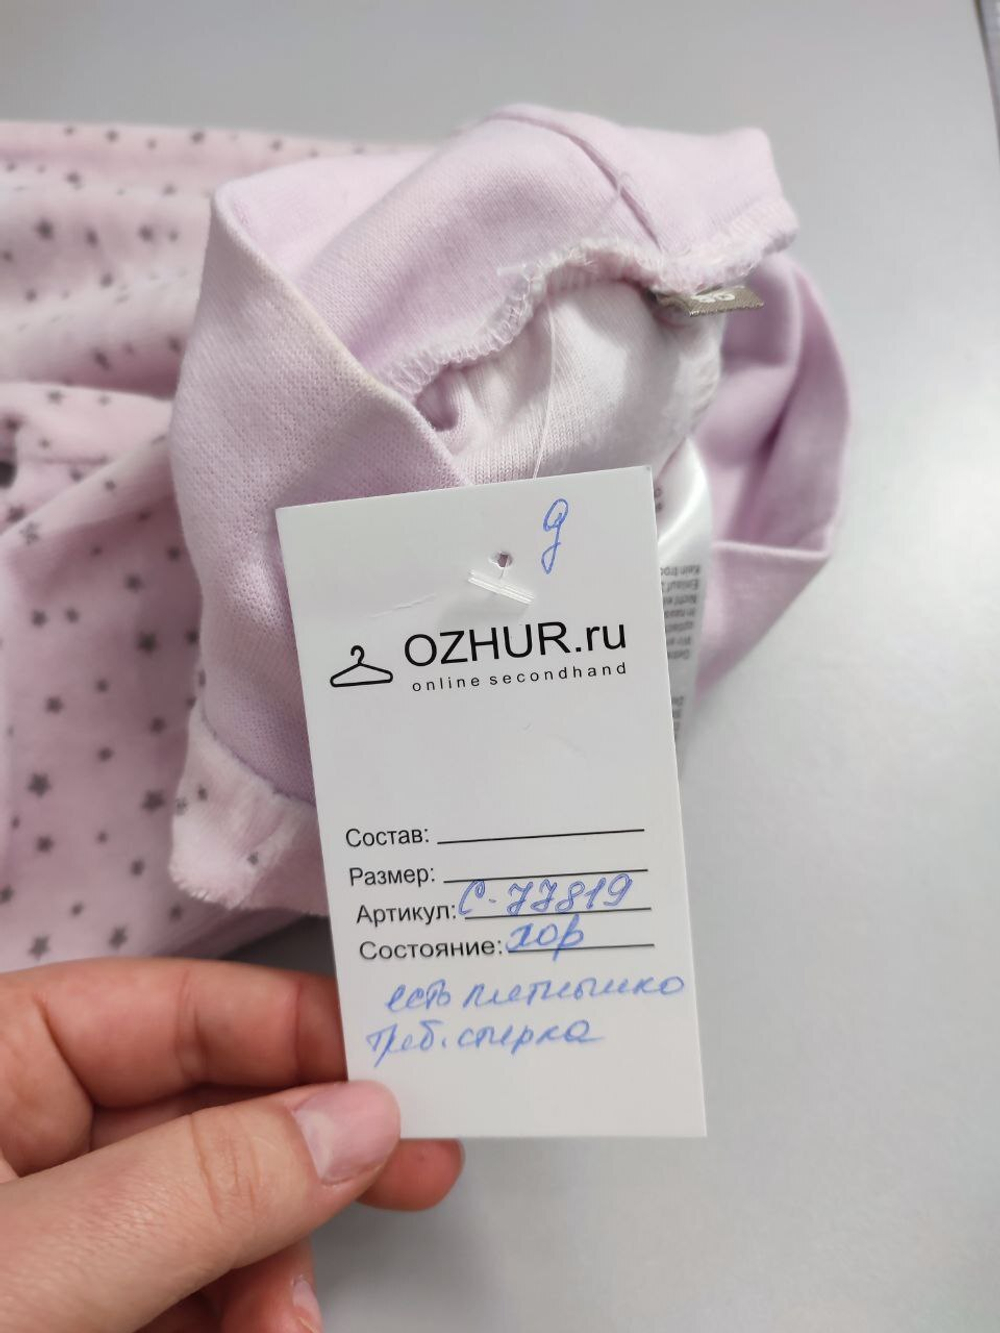 д
OZHUR.ru
online secondhand
Состав:
Размер:
Артикул: С-77819
Состояние: хор
есть пятнышко
треб. стирка